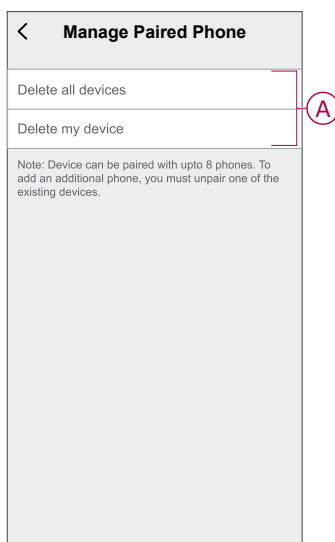 Manage Paired Phone
Delete all devices
A
Delete my device
Note: Device can be paired with upto 8 phones. To
add an additional phone, you must unpair one of the
existing devices.